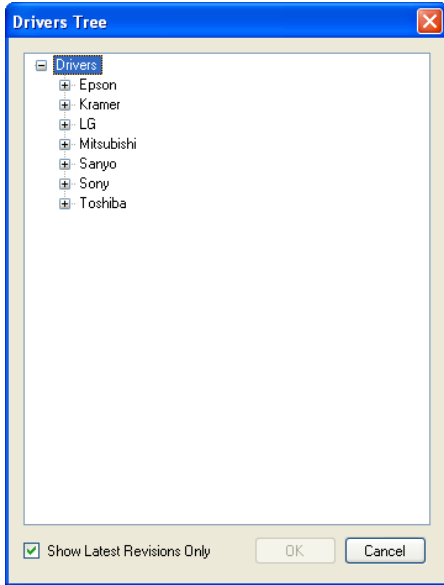 Drivers Tree
Drivers
Epson
Kramer
LG
Mitsubishi
Sanyo
Sony
Toshiba
Show Latest Revisions Only OK Cancel